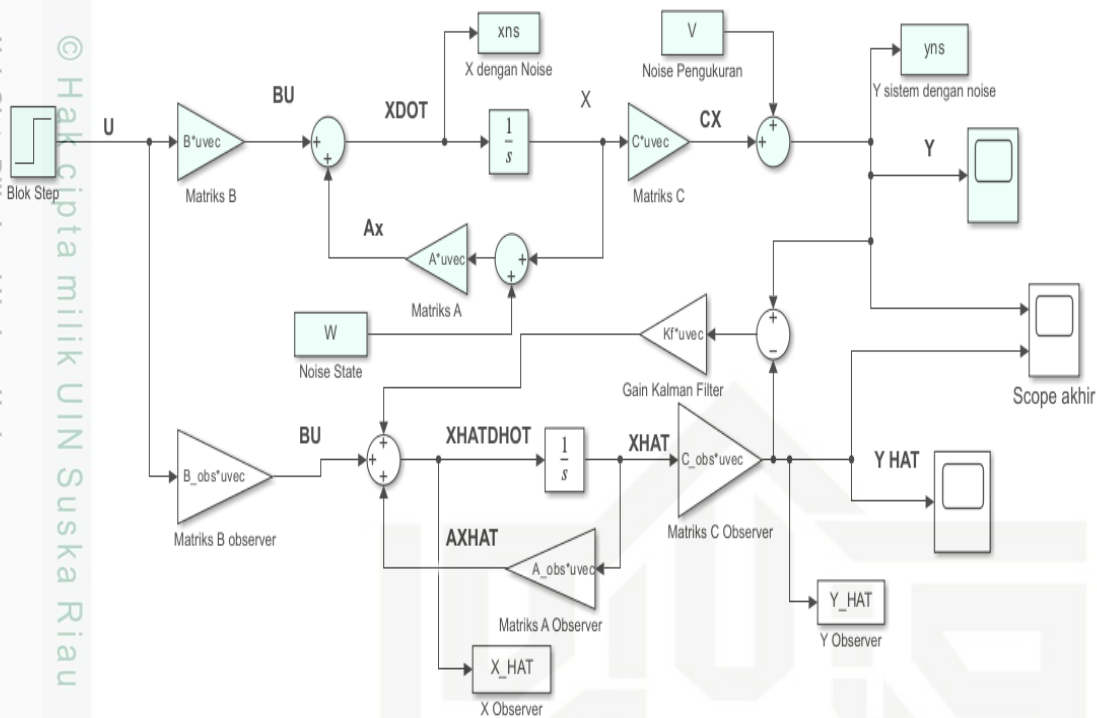 xns
X dengan Noise
V
Noise Pengukuran
yns
Y sistem dengan noise
U
Blok Step
BU
B*uvec
Matriks B
+
+
XDOT
1
s
X
C*uvec
Matriks C
CX
+
+
Y
Ax
A*uvec
Matriks A
+
+
W
Noise State
Kf*uvec
Gain Kalman Filter
+
−
Scope akhir
B_obs*uvec
Matriks B observer
BU
+
+
+
XHATDHOT
1
s
XHAT
C_obs*uvec
Matriks C Observer
Y HAT
AXHAT
A_obs*uvec
Matriks A Observer
Y_HAT
Y Observer
X_HAT
X Observer
© Hak cipta milik UIN Suska Riau